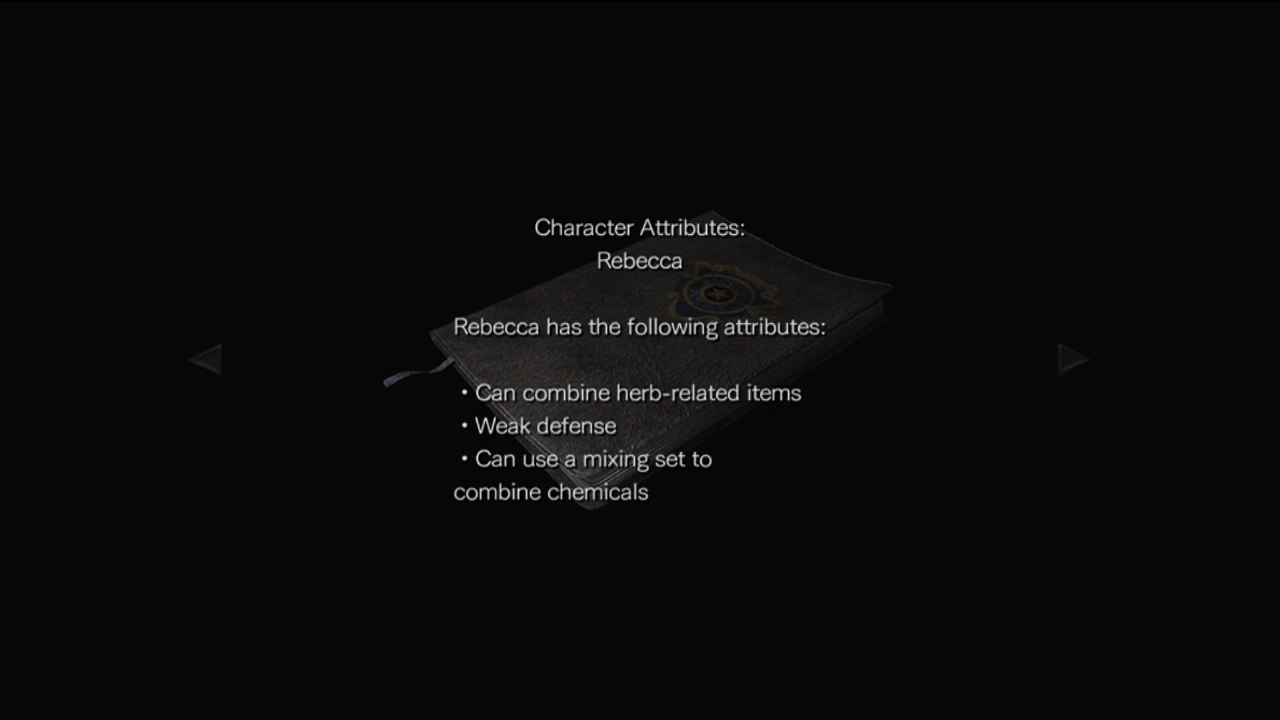 Character Attributes:
Rebecca
Rebecca has the following attributes:
・Can combine herb-related items
・Weak defense
・Can use a mixing set to
combine chemicals